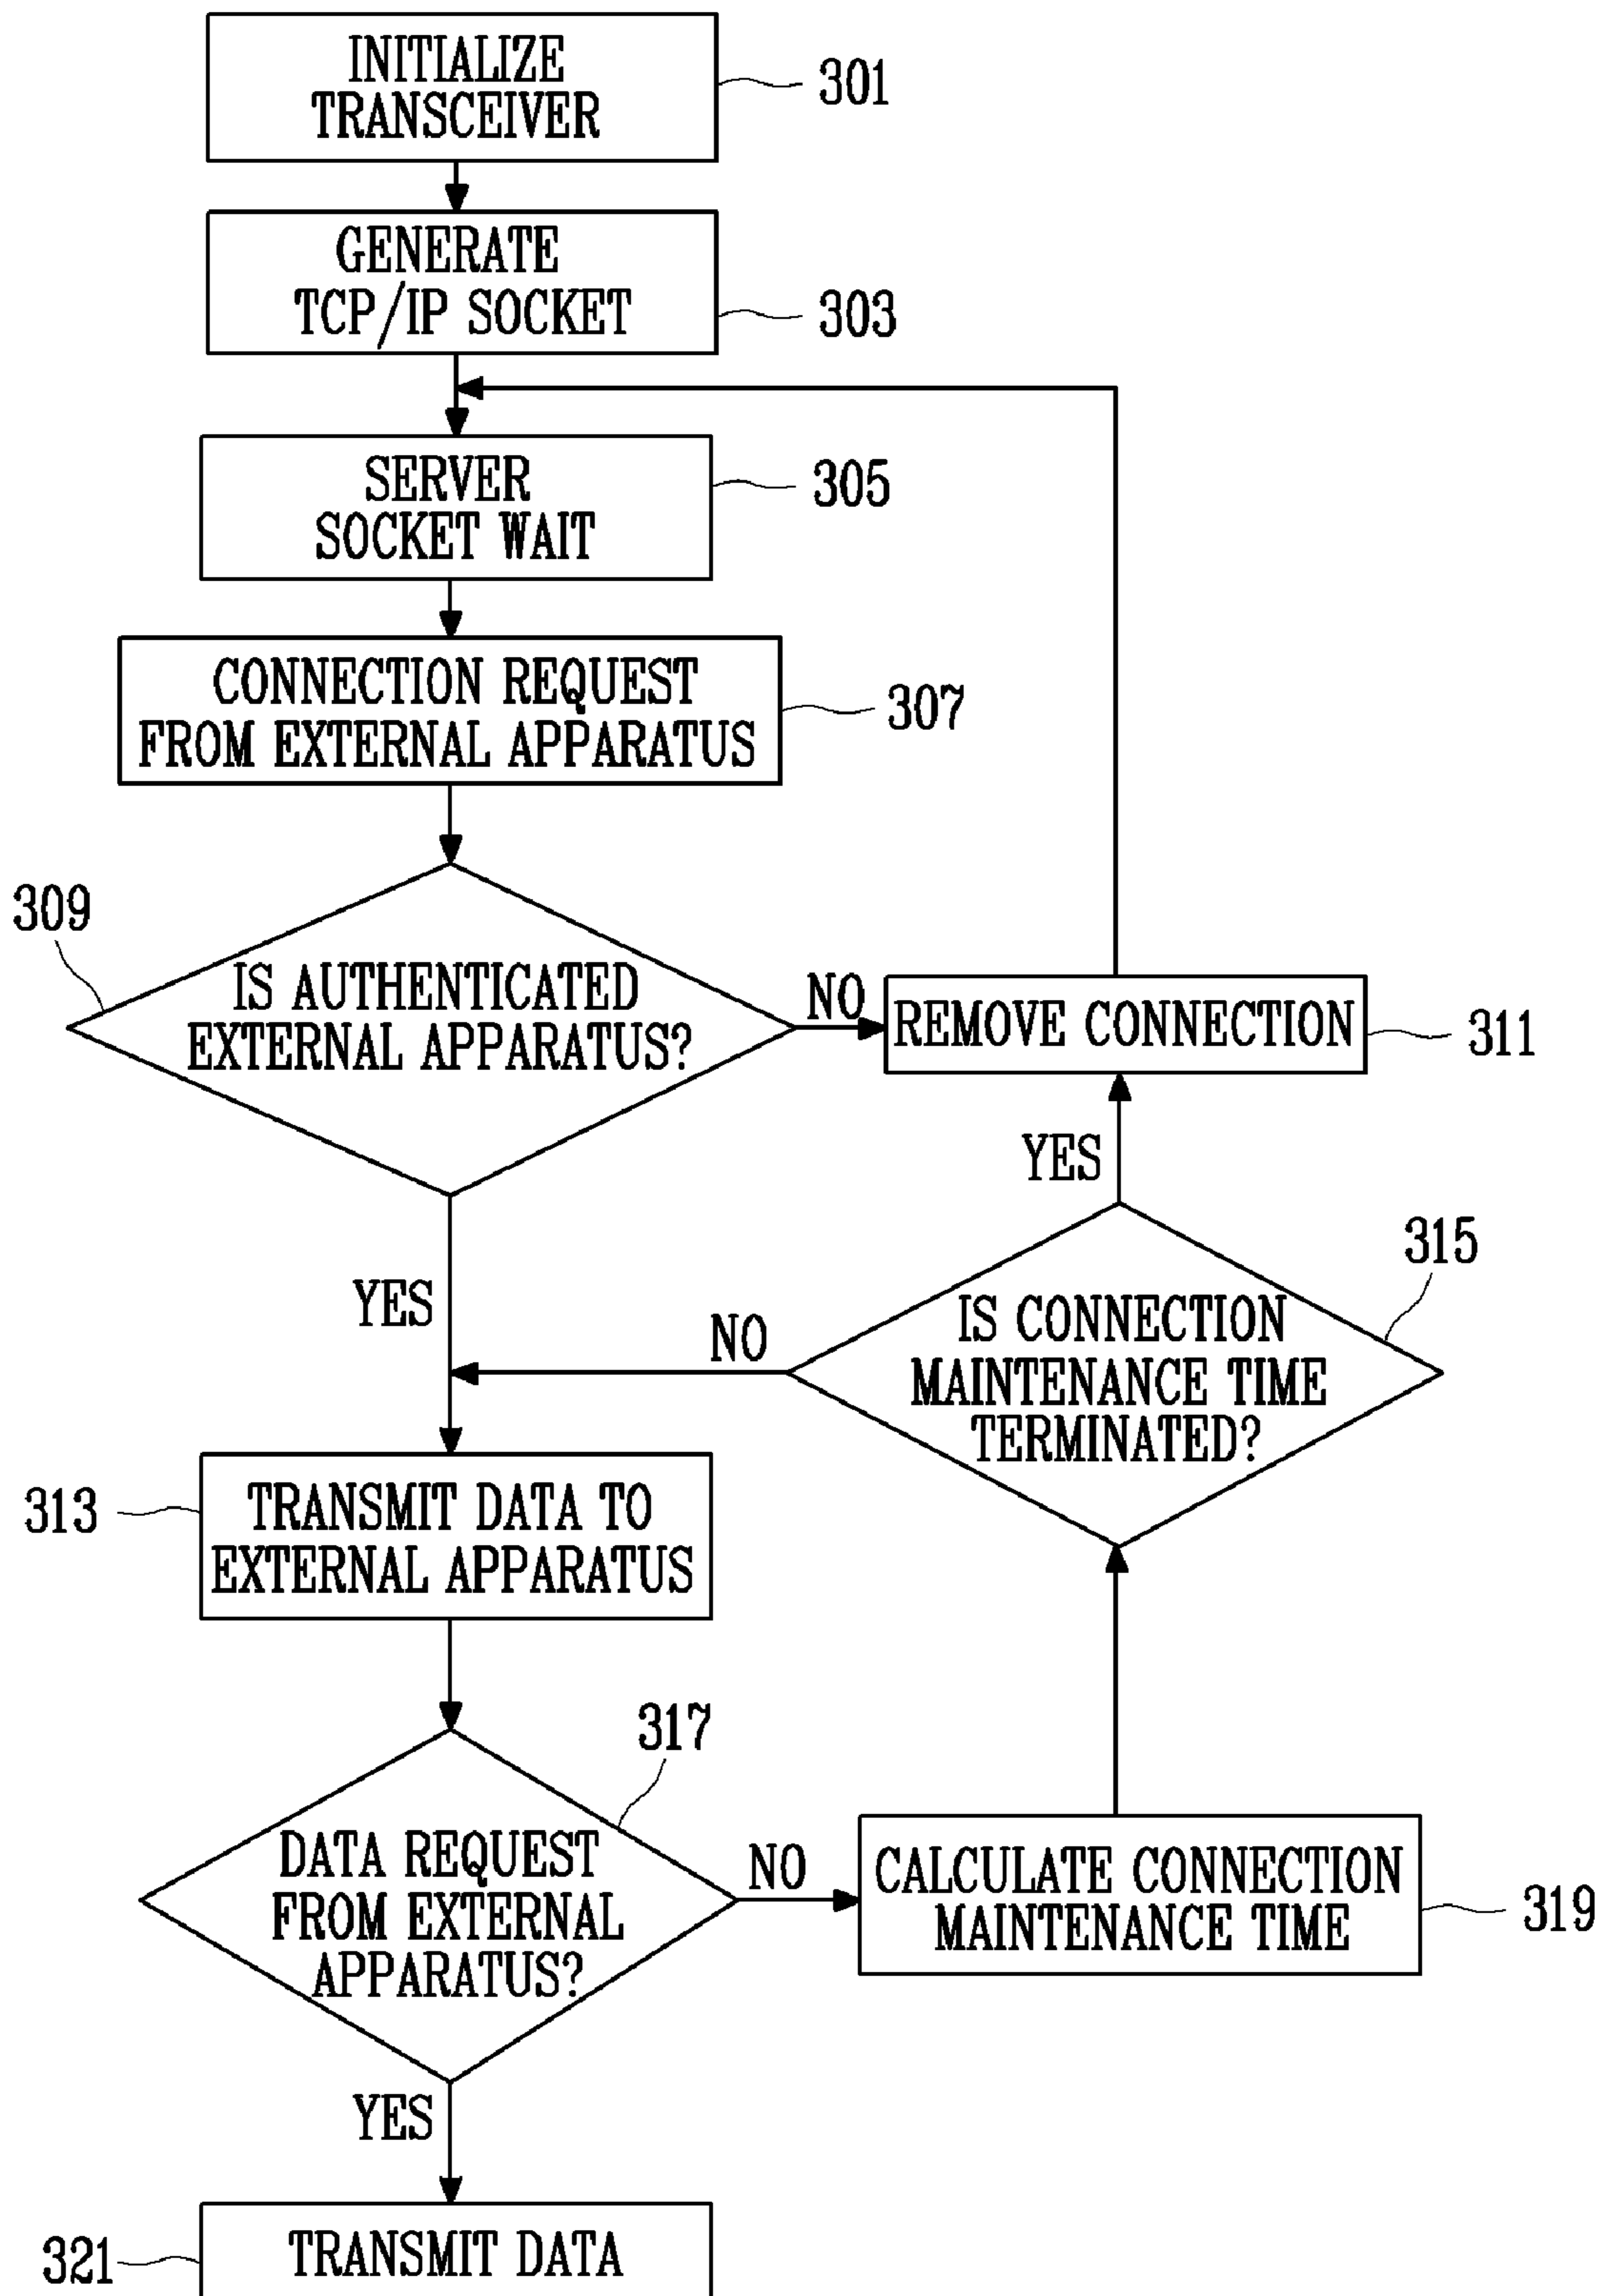 INITIALIZE
TRANSCEIVER
301
GENERATE
TCP/IP SOCKET
303
SERVER
SOCKET WAIT
305
CONNECTION REQUEST
FROM EXTERNAL APPARATUS
307
309
IS AUTHENTICATED
EXTERNAL APPARATUS?
NO
REMOVE CONNECTION
311
YES
YES
315
IS CONNECTION
MAINTENANCE TIME
TERMINATED?
NO
313
TRANSMIT DATA TO
EXTERNAL APPARATUS
317
DATA REQUEST
FROM EXTERNAL
APPARATUS?
NO
CALCULATE CONNECTION
MAINTENANCE TIME
319
YES
321
TRANSMIT DATA